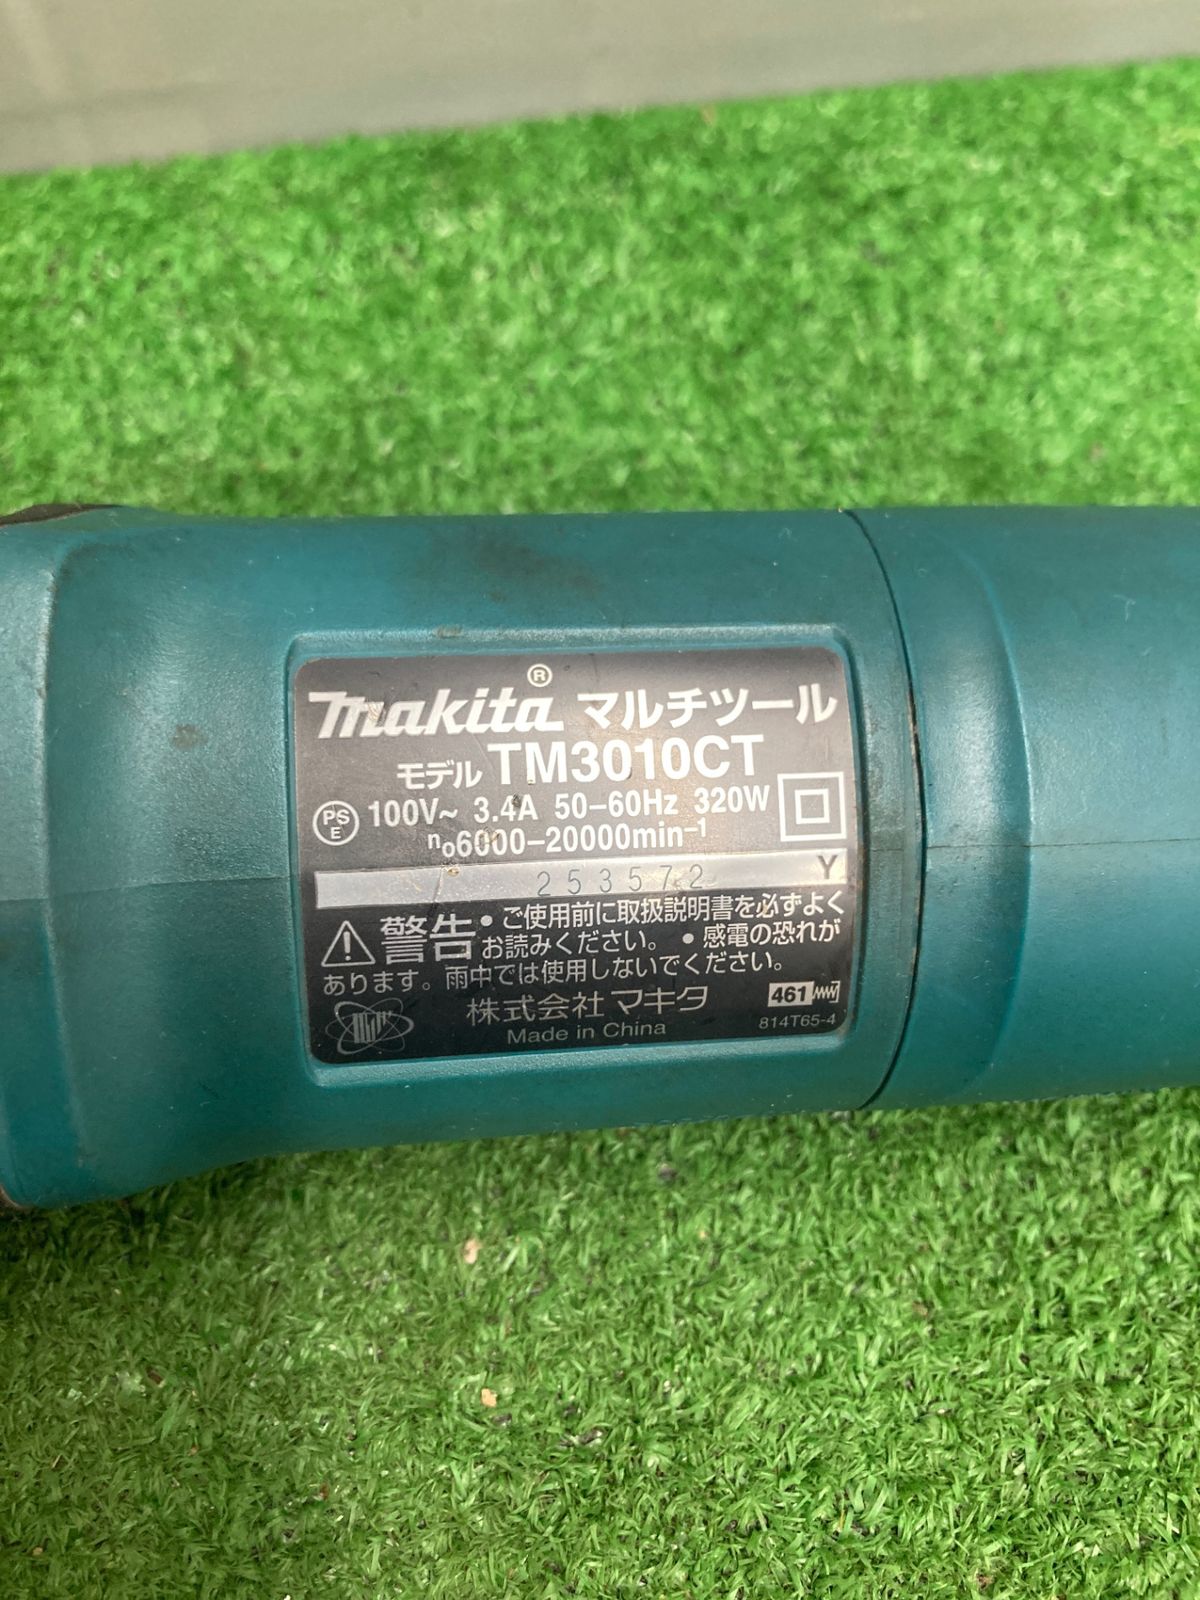 makita® マルチツール
モデル TM3010CT
PSE 100V~ 3.4A 50-60Hz 320W
n₀6000-20000min⁻¹
253572 Y
警告 • ご使用前に取扱説明書を必ずよく
お読みください。 • 感電の恐れが
あります。雨中では使用しないでください。
株式会社 マキタ 461
Made in China 814T65-4